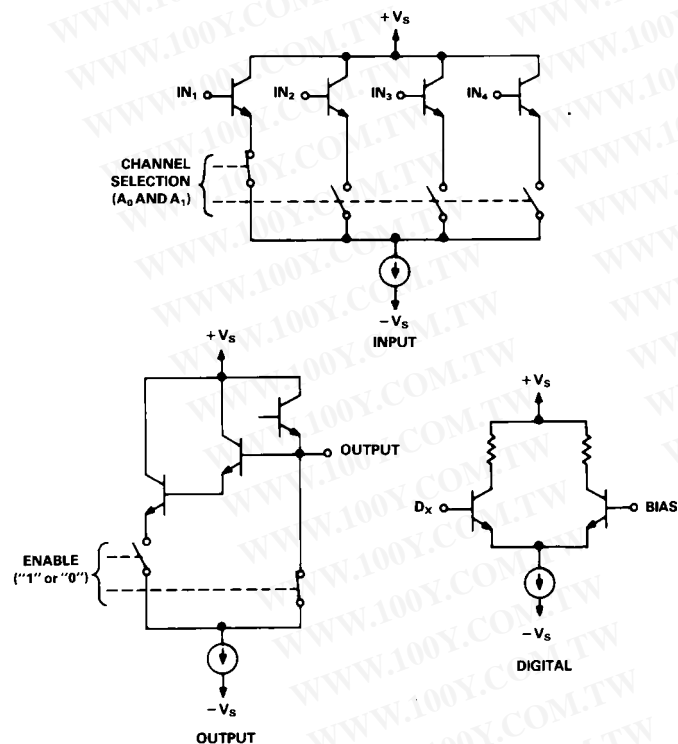 + Vs
IN₁
IN₂
IN₃
IN₄
CHANNEL
SELECTION
(A₀ AND A₁)
− Vs
INPUT
+ Vs
OUTPUT
ENABLE
("1" or "0")
− Vs
OUTPUT
+ Vs
Dx
BIAS
− Vs
DIGITAL
WWW.100Y.COM.TW